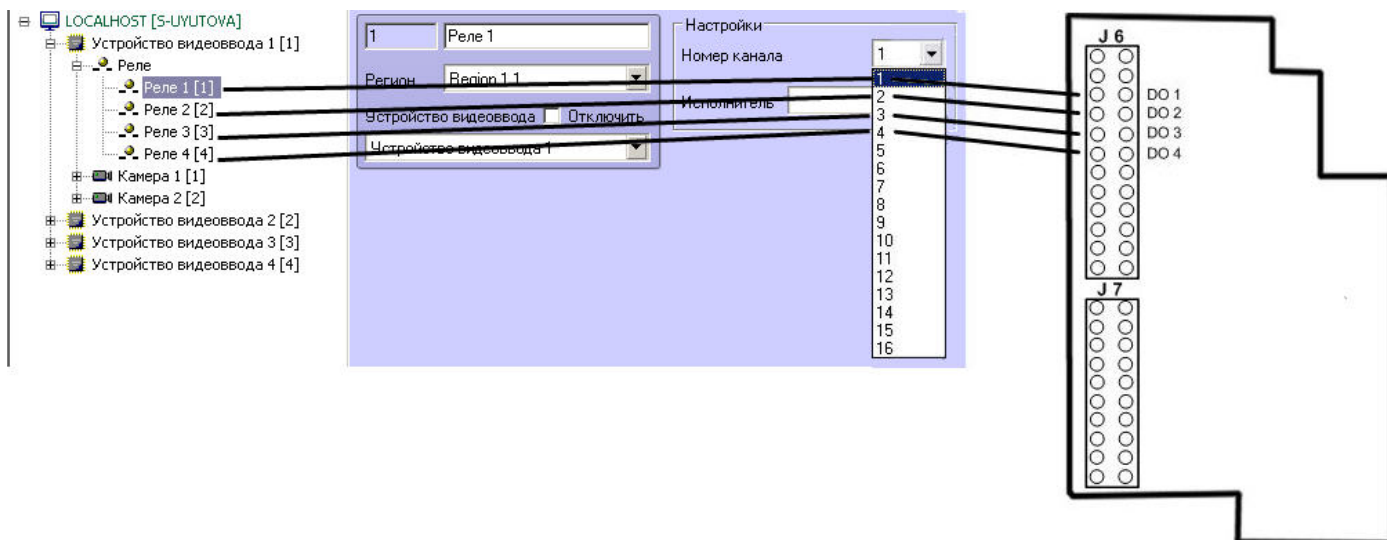 LOCALHOST [S-UYUTOVA]
Устройство видеоввода 1 [1]
Реле
Реле 1 [1]
Реле 2 [2]
Реле 3 [3]
Реле 4 [4]
Камера 1 [1]
Камера 2 [2]
Устройство видеоввода 2 [2]
Устройство видеоввода 3 [3]
Устройство видеоввода 4 [4]
1 Реле 1
Регион Region 1.1
Устройство видеоввода Отключить
Устройство видеоввода 1
Настройки
Номер канала 1
Исполнитель
1
2
3
4
5
6
7
8
9
10
11
12
13
14
15
16
J 6
DO 1
DO 2
DO 3
DO 4
J 7